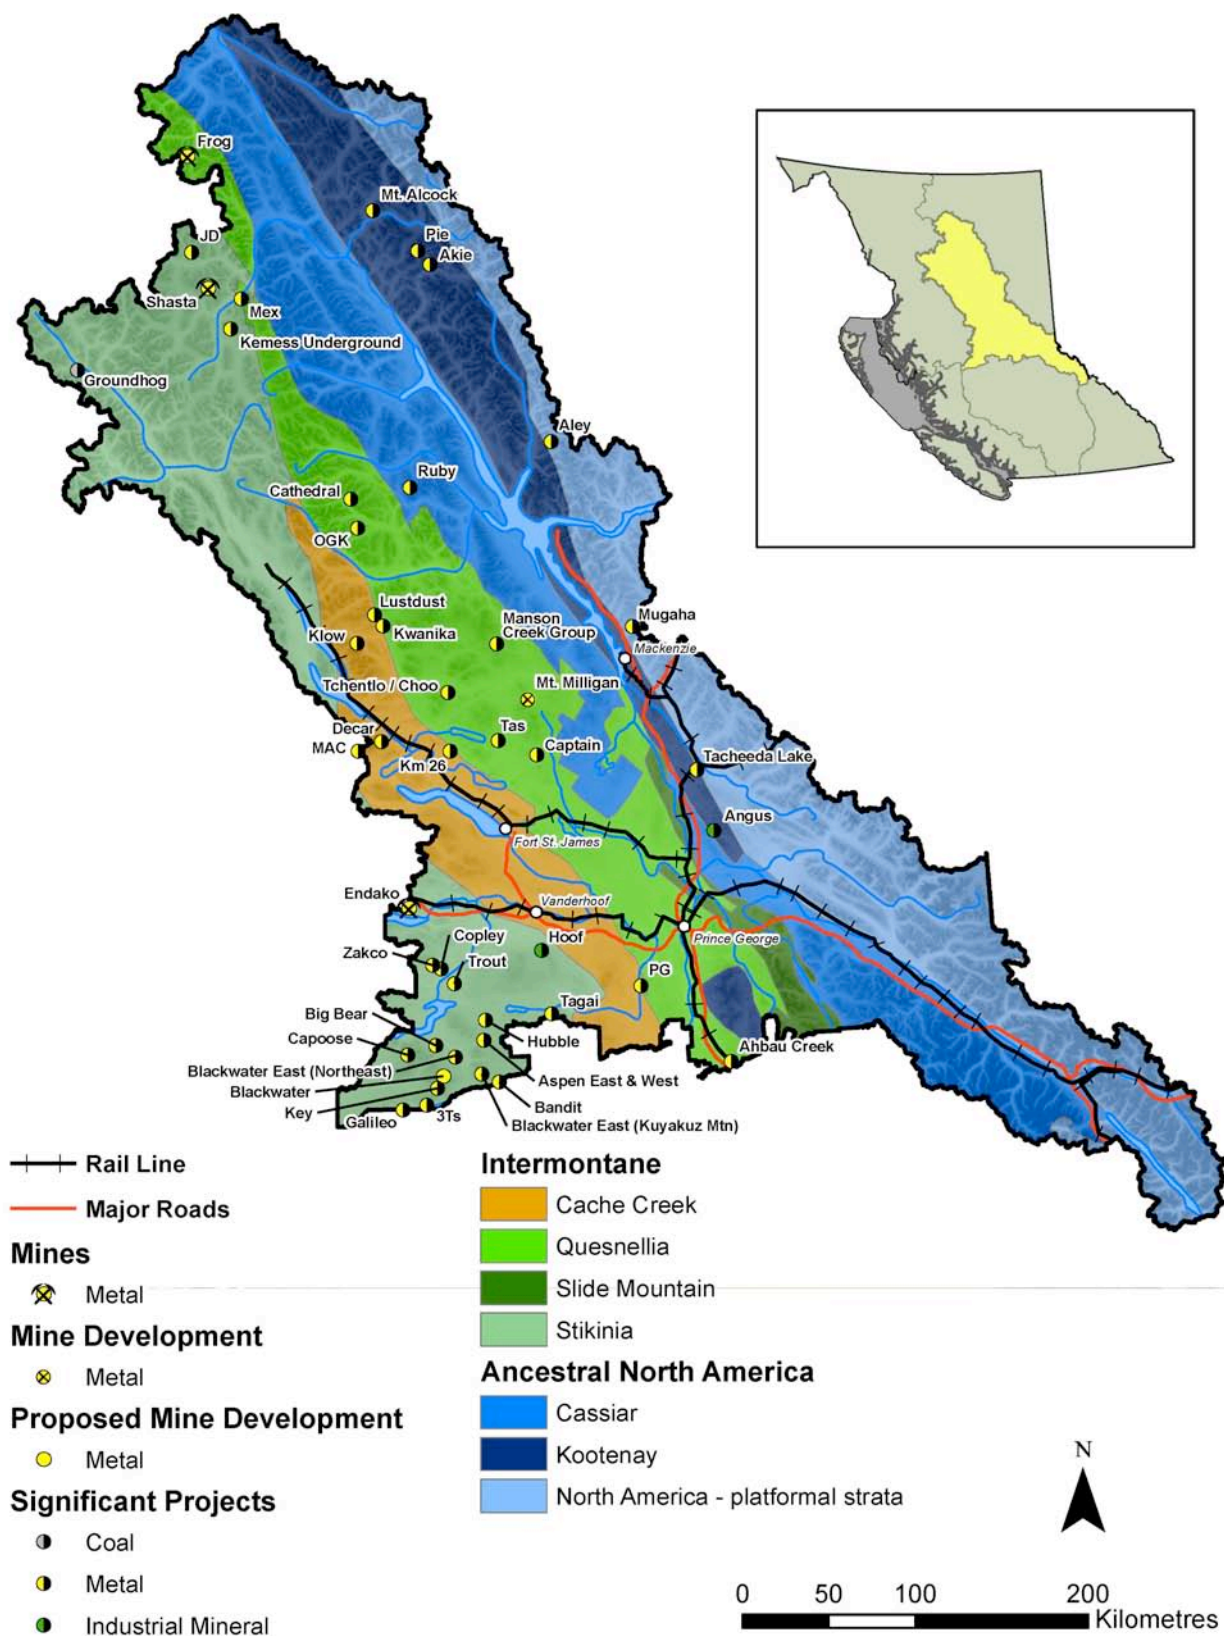 Frog
Mt. Alcock
JD
Pie
Akie
Shasta
Mex
Kemess Underground
Groundhog
Aley
Ruby
Cathedral
OGK
Lustdust
Kwanika
Klow
Manson
Creek Group
Mugaha
Mackenzie
Tchentlo / Choo
Mt. Milligan
Decar
MAC
Tas
Km 26
Captain
Tacheeda Lake
Angus
Fort St. James
Endako
Vanderhoof
Copley
Hoof
Prince George
Zakco
Trout
PG
Big Bear
Tagai
Capoose
Hubble
Ahbau Creek
Blackwater East (Northeast)
Aspen East & West
Blackwater
Key
Bandit
Galileo
3Ts
Blackwater East (Kuyakuz Mtn)
Rail Line
Major Roads
Mines
Metal
Mine Development
Metal
Proposed Mine Development
Metal
Significant Projects
Coal
Metal
Industrial Mineral
Intermontane
Cache Creek
Quesnellia
Slide Mountain
Stikinia
Ancestral North America
Cassiar
Kootenay
North America - platformal strata
N
0 50 100 200
Kilometres